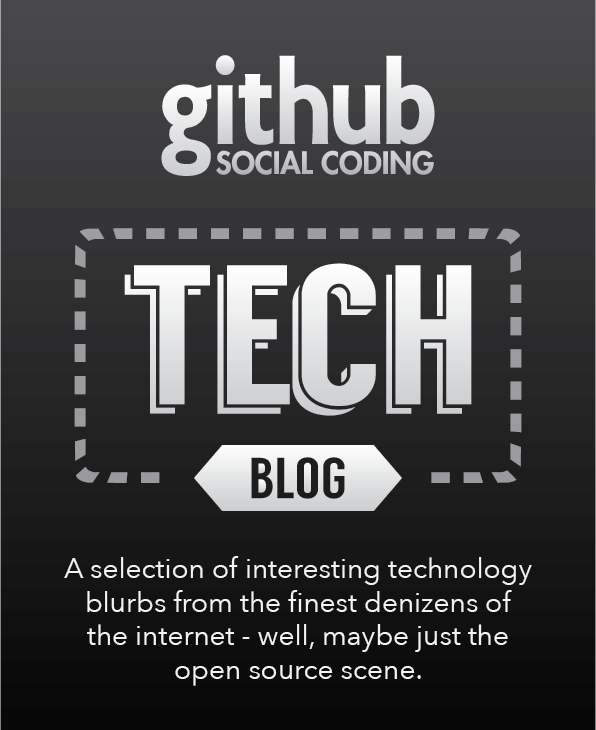 github
SOCIAL CODING
TECH
BLOG
A selection of interesting technology
blurbs from the finest denizens of
the internet - well, maybe just the
open source scene.